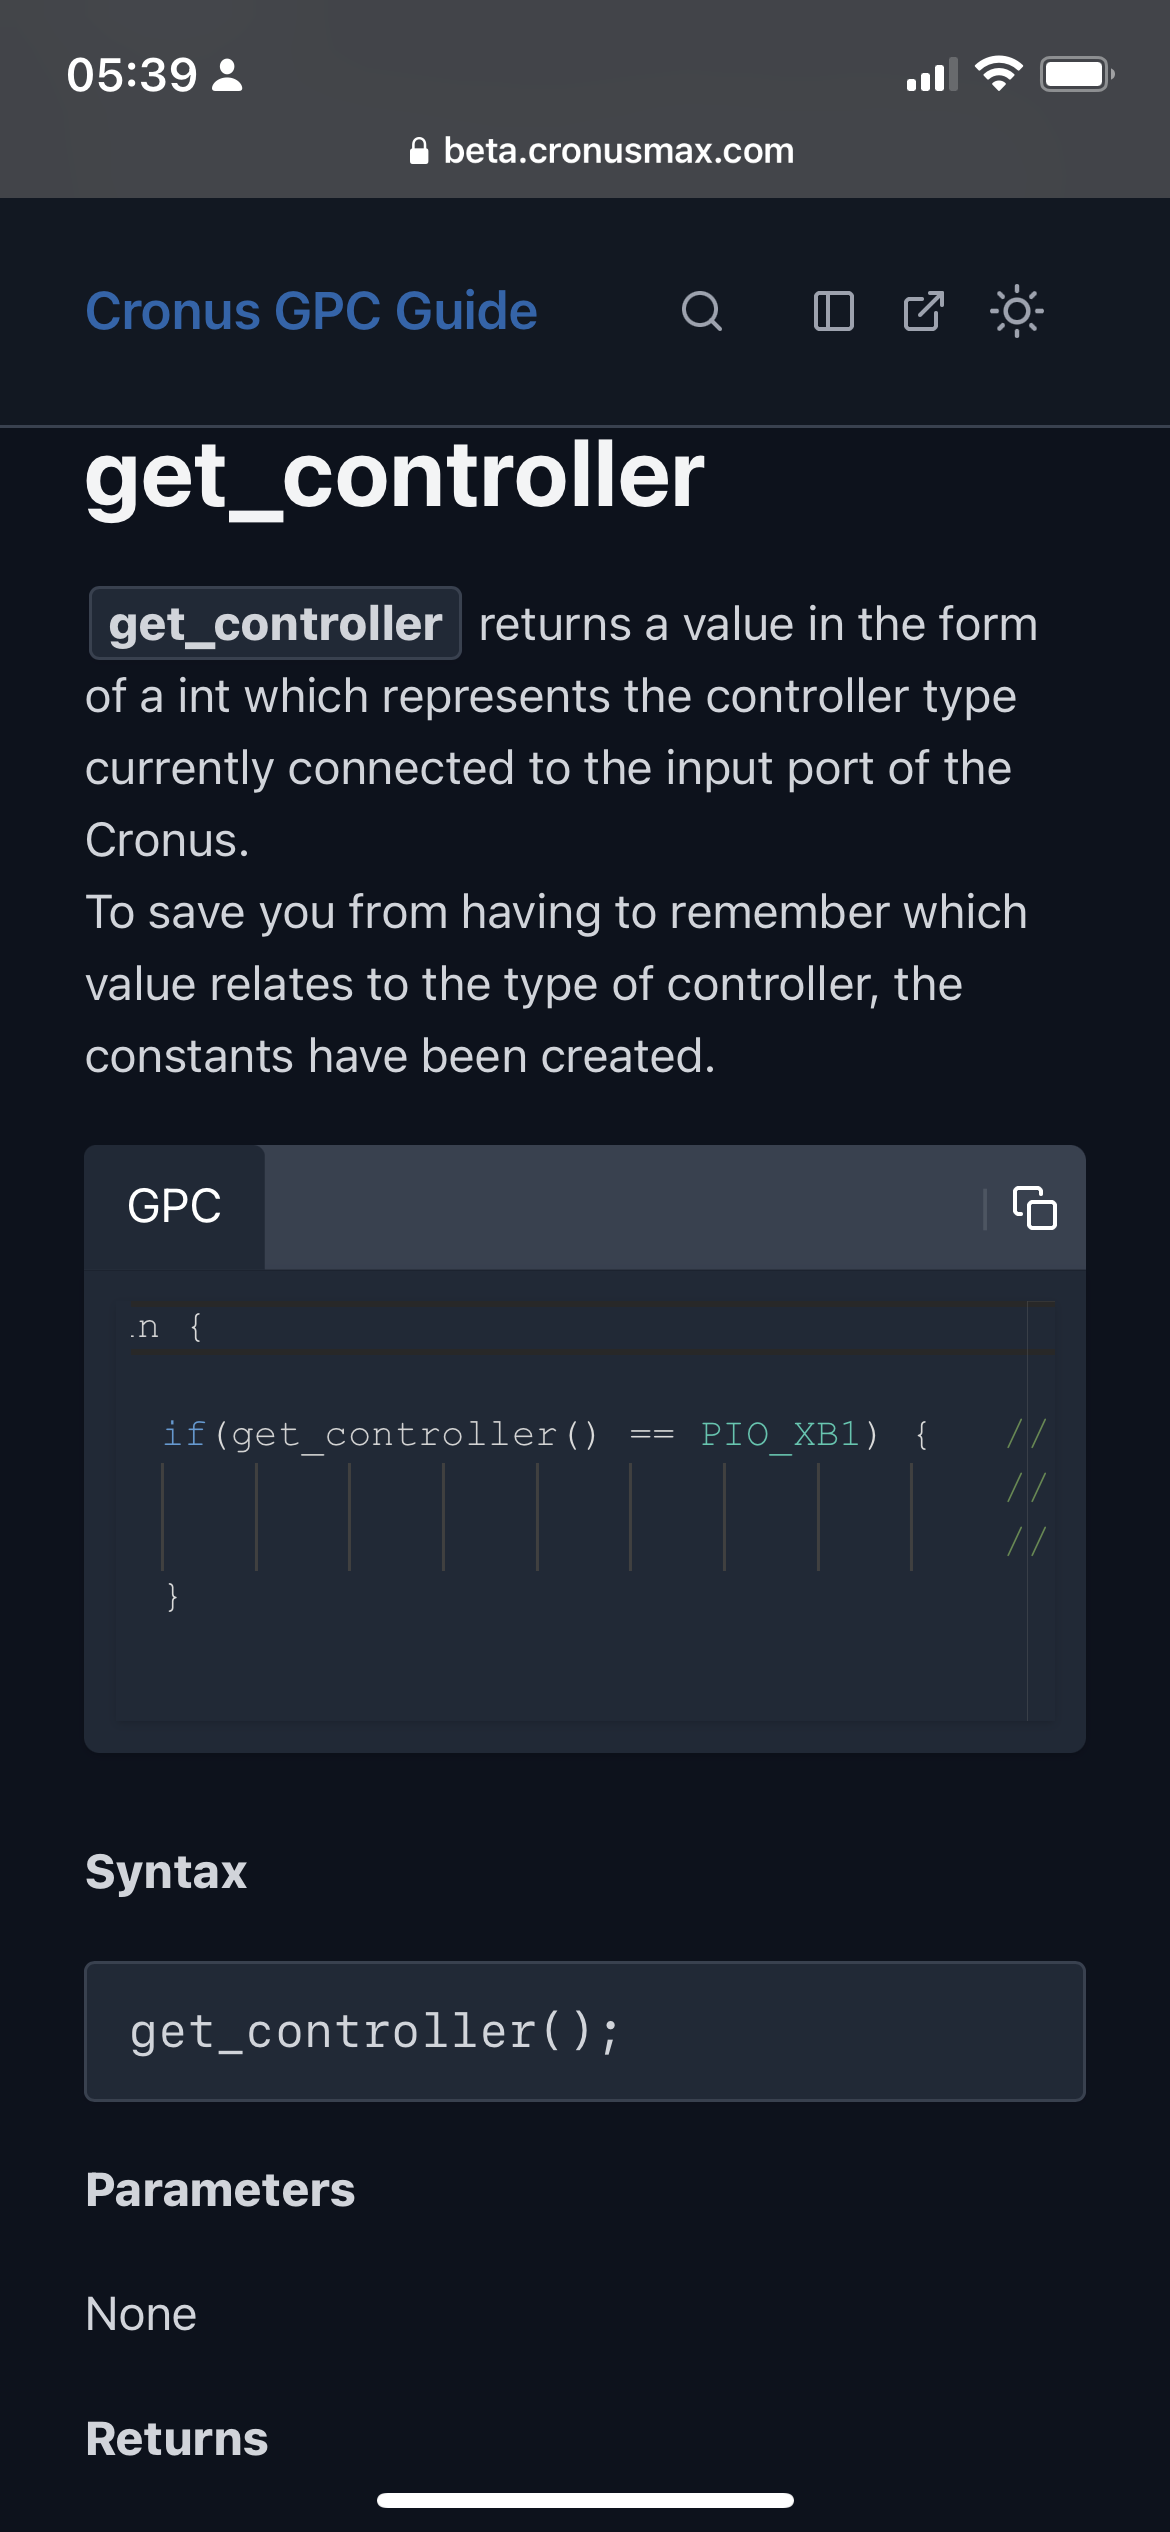 05:39
beta.cronusmax.com
Cronus GPC Guide
get_controller
get_controller returns a value in the form
of a int which represents the controller type
currently connected to the input port of the
Cronus.
To save you from having to remember which
value relates to the type of controller, the
constants have been created.
GPC
n {
if(get_controller() == PIO_XB1) { //
//
//
}
Syntax
get_controller();
Parameters
None
Returns